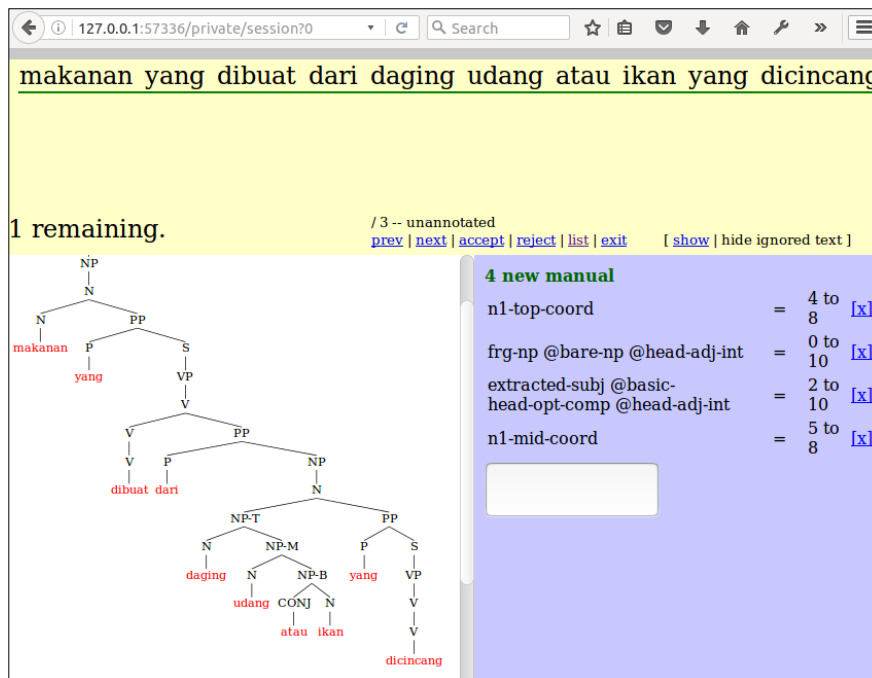 127.0.0.1:57336/private/session?0
Search
makanan yang dibuat dari daging udang atau ikan yang dicincang
1 remaining.
/ 3 -- unannotated
prev | next | accept | reject | list | exit [ show | hide ignored text ]
NP
N
N PP
makanan P S
yang VP
V
V PP
V P NP
dibuat dari N
NP-T PP
N NP-M P S
daging N NP-B yang VP
udang CONJ N V
atau ikan V
dicincang
4 new manual
n1-top-coord = 4 to 8 [x]
frg-np @bare-np @head-adj-int = 0 to 10 [x]
extracted-subj @basic-
head-opt-comp @head-adj-int = 2 to 10 [x]
n1-mid-coord = 5 to 8 [x]